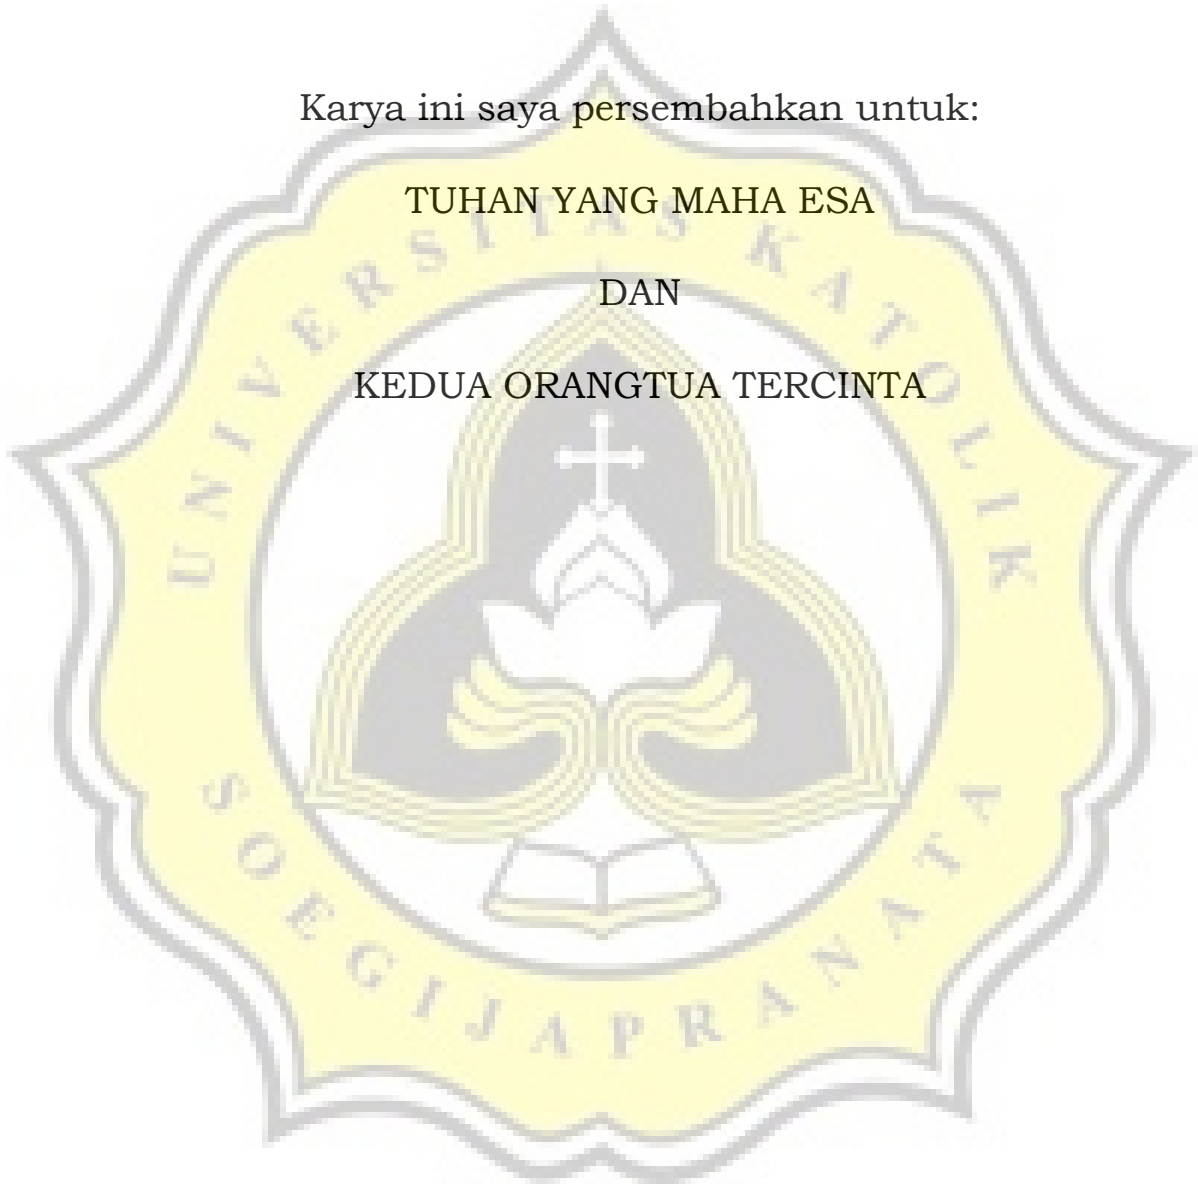 Karya ini saya persembahkan untuk:
TUHAN YANG MAHA ESA
DAN
KEDUA ORANGTUA TERCINTA
UNIVERSITAS KATOLIK
SOEGIJAPRANATA